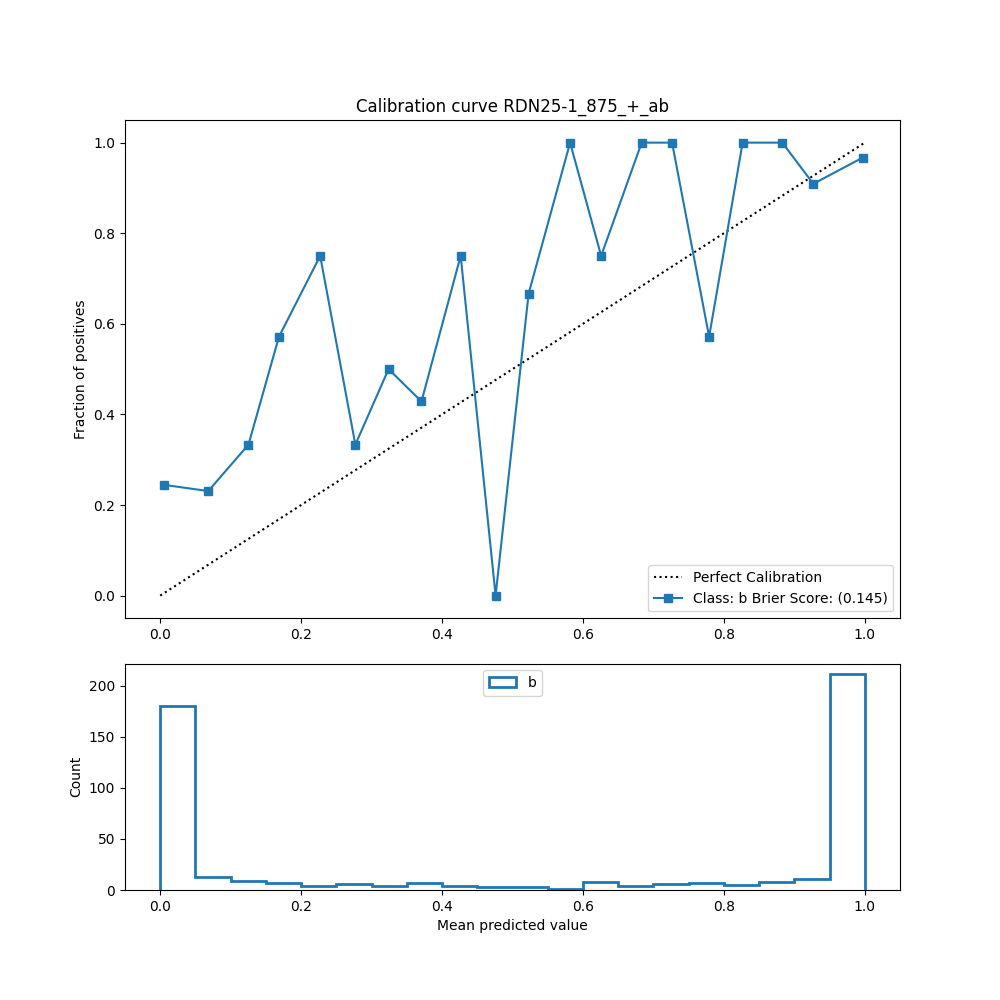 Calibration curve RDN25-1_875_+_ab
1.0
0.8
0.6
0.4
0.2
0.0
Fraction of positives
Perfect Calibration
Class: b Brier Score: (0.145)
0.0 0.2 0.4 0.6 0.8 1.0
b
200
150
100
50
0
Count
0.0 0.2 0.4 0.6 0.8 1.0
Mean predicted value